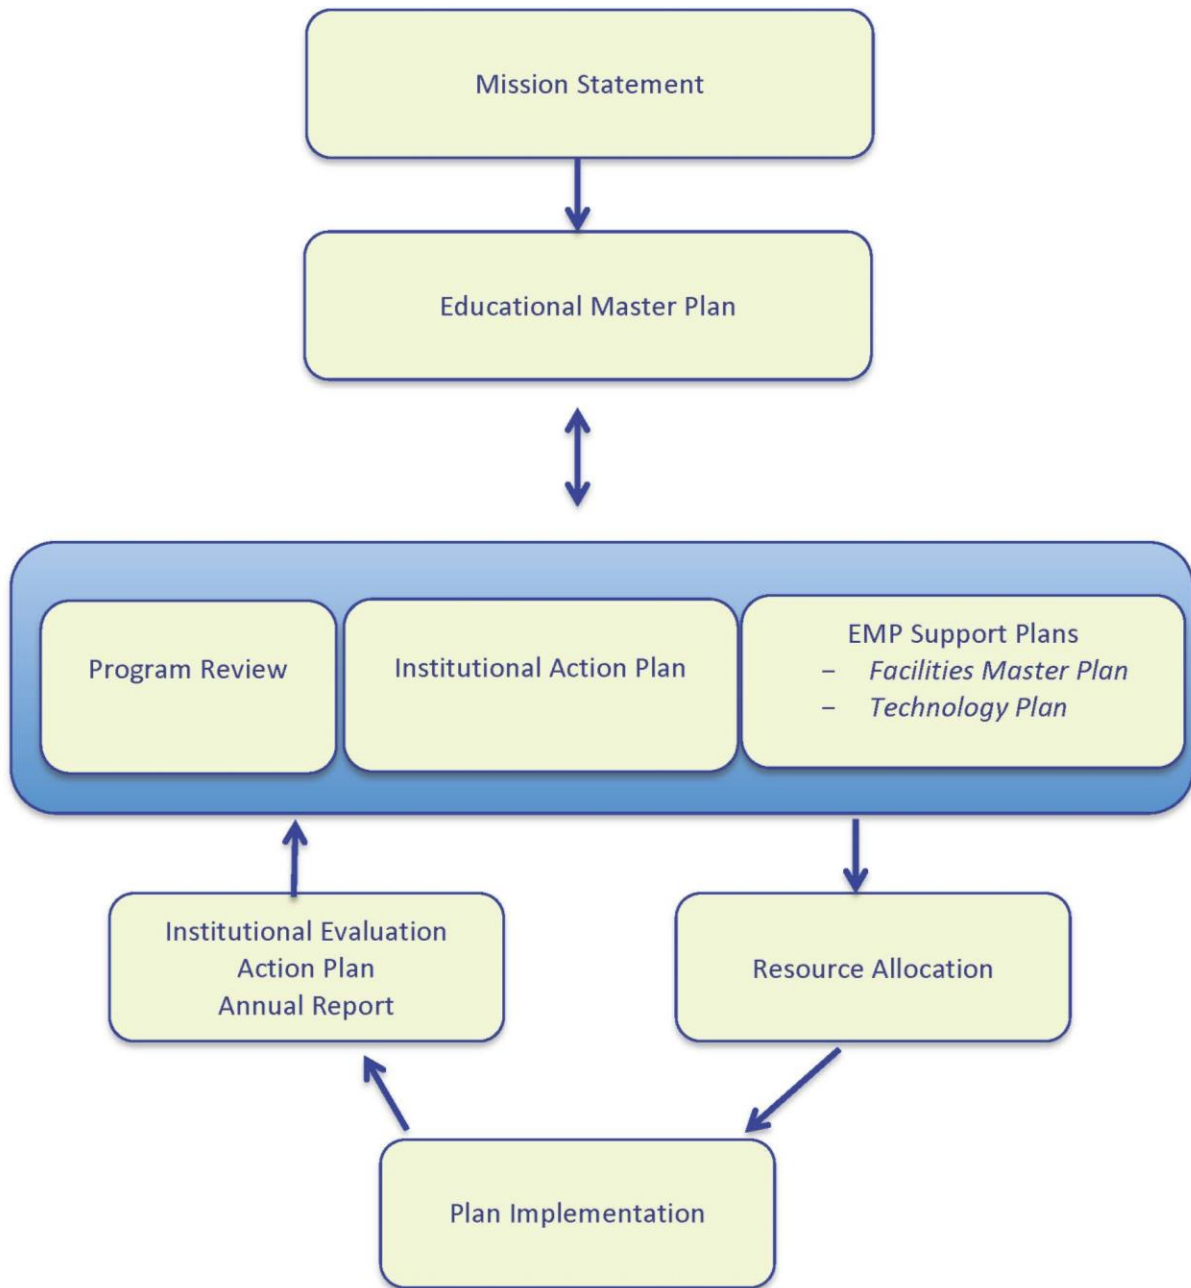 Mission Statement
Educational Master Plan
Program Review
Institutional Action Plan
EMP Support Plans
– Facilities Master Plan
– Technology Plan
Institutional Evaluation
Action Plan
Annual Report
Resource Allocation
Plan Implementation